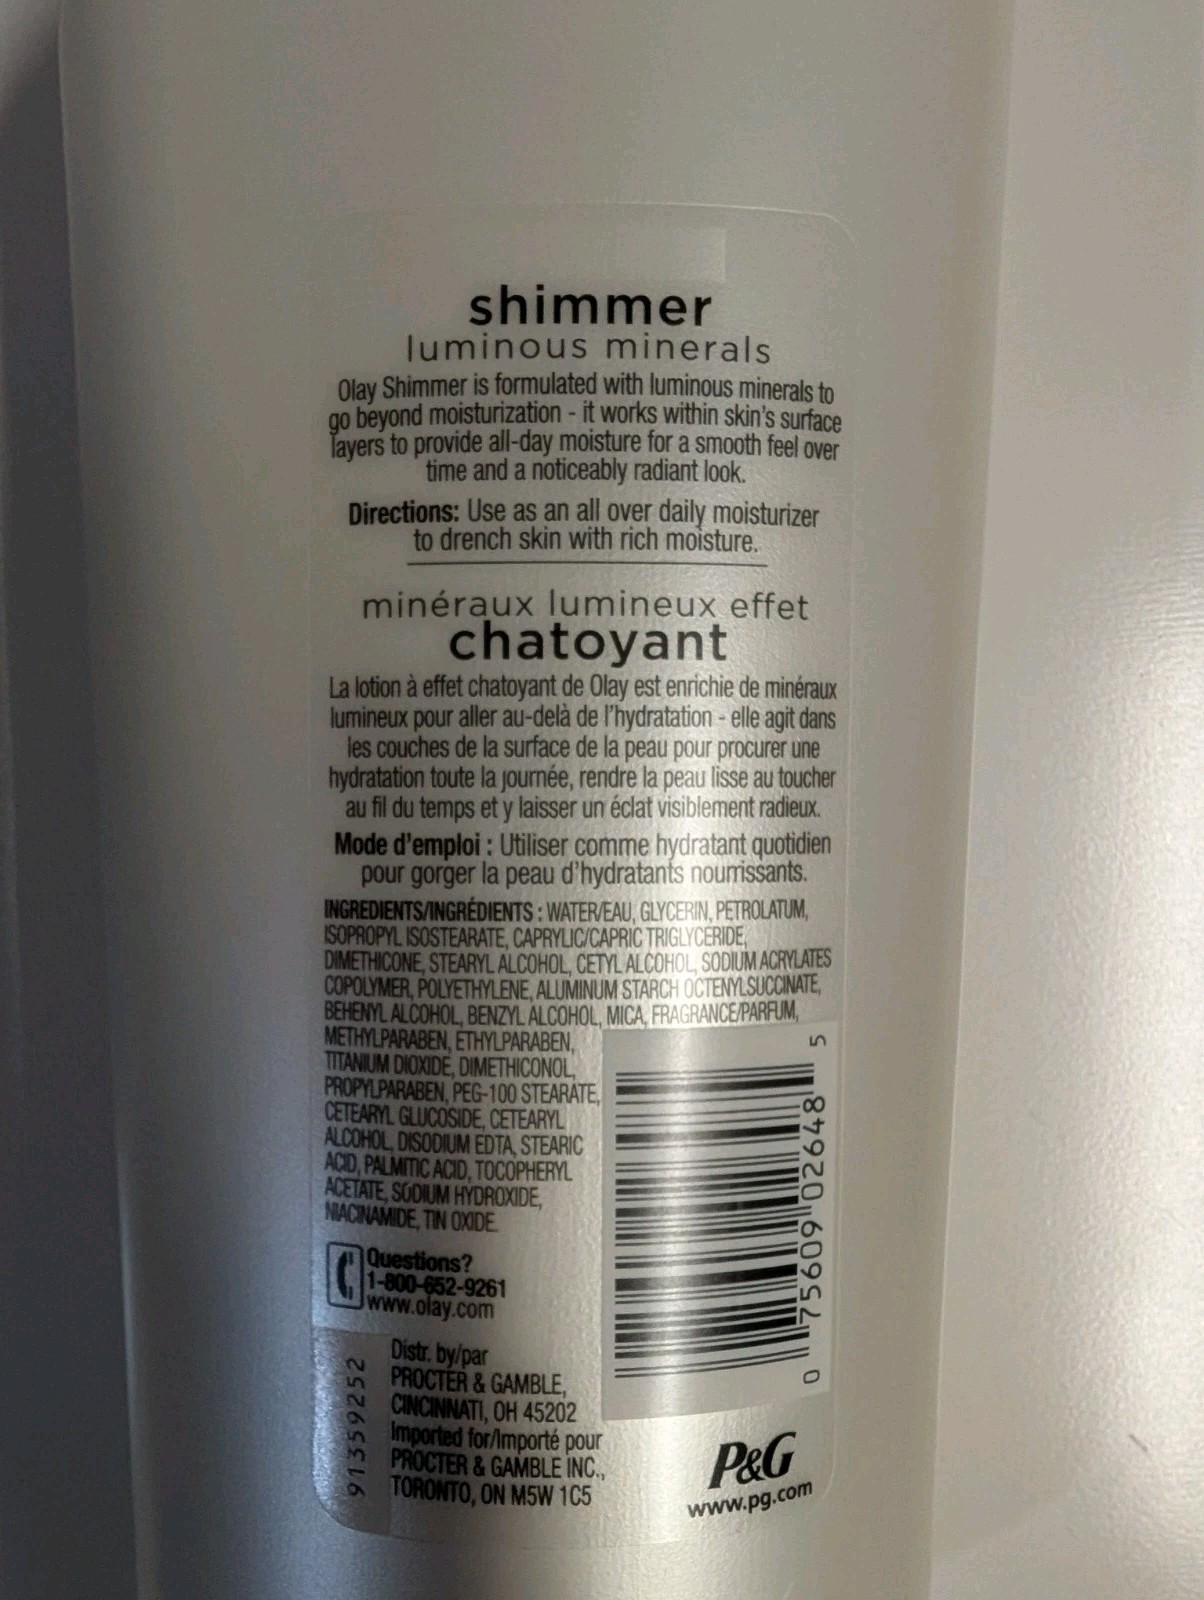 shimmer
luminous minerals
Olay Shimmer is formulated with luminous minerals to
go beyond moisturization - it works within skin's surface
layers to provide all-day moisture for a smooth feel over
time and a noticeably radiant look.
Directions: Use as an all over daily moisturizer
to drench skin with rich moisture.
minéraux lumineux effet
chatoyant
La lotion à effet chatoyant de Olay est enrichie de minéraux
lumineux pour aller au-delà de l'hydratation - elle agit dans
les couches de la surface de la peau pour procurer une
hydratation toute la journée, rendre la peau lisse au toucher
au fil du temps et y laisser un éclat visiblement radieux.
Mode d'emploi : Utiliser comme hydratant quotidien
pour gorger la peau d'hydratants nourrissants.
INGREDIENTS/INGRÉDIENTS : WATER/EAU, GLYCERIN, PETROLATUM,
ISOPROPYL ISOSTEARATE, CAPRYLIC/CAPRIC TRIGLYCERIDE,
DIMETHICONE, STEARYL ALCOHOL, CETYL ALCOHOL, SODIUM ACRYLATES
COPOLYMER, POLYETHYLENE, ALUMINUM STARCH OCTENYLSUCCINATE,
BEHENYL ALCOHOL, BENZYL ALCOHOL, MICA, FRAGRANCE/PARFUM,
METHYLPARABEN, ETHYLPARABEN,
TITANIUM DIOXIDE, DIMETHICONOL,
PROPYLPARABEN, PEG-100 STEARATE,
CETEARYL GLUCOSIDE, CETEARYL
ALCOHOL, DISODIUM EDTA, STEARIC
ACID, PALMITIC ACID, TOCOPHERYL
ACETATE, SODIUM HYDROXIDE,
NIACINAMIDE, TIN OXIDE.
Questions?
1-800-652-9261
www.olay.com
Distr. by/par
PROCTER & GAMBLE,
CINCINNATI, OH 45202
Imported for/Importé pour
PROCTER & GAMBLE INC.,
TORONTO, ON M5W 1C5
91359252
0 75609 02648 5
P&G
www.pg.com